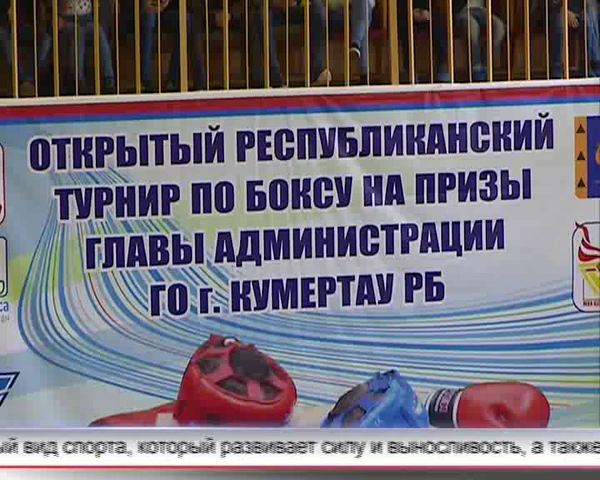 ОТКРЫТЫЙ РЕСПУБЛИКАНСКИЙ
ТУРНИР ПО БОКСУ НА ПРИЗЫ
ГЛАВЫ АДМИНИСТРАЦИИ
ГО г. КУМЕРТАУ РБ
вид спорта, который развивает силу и выносливость, а также